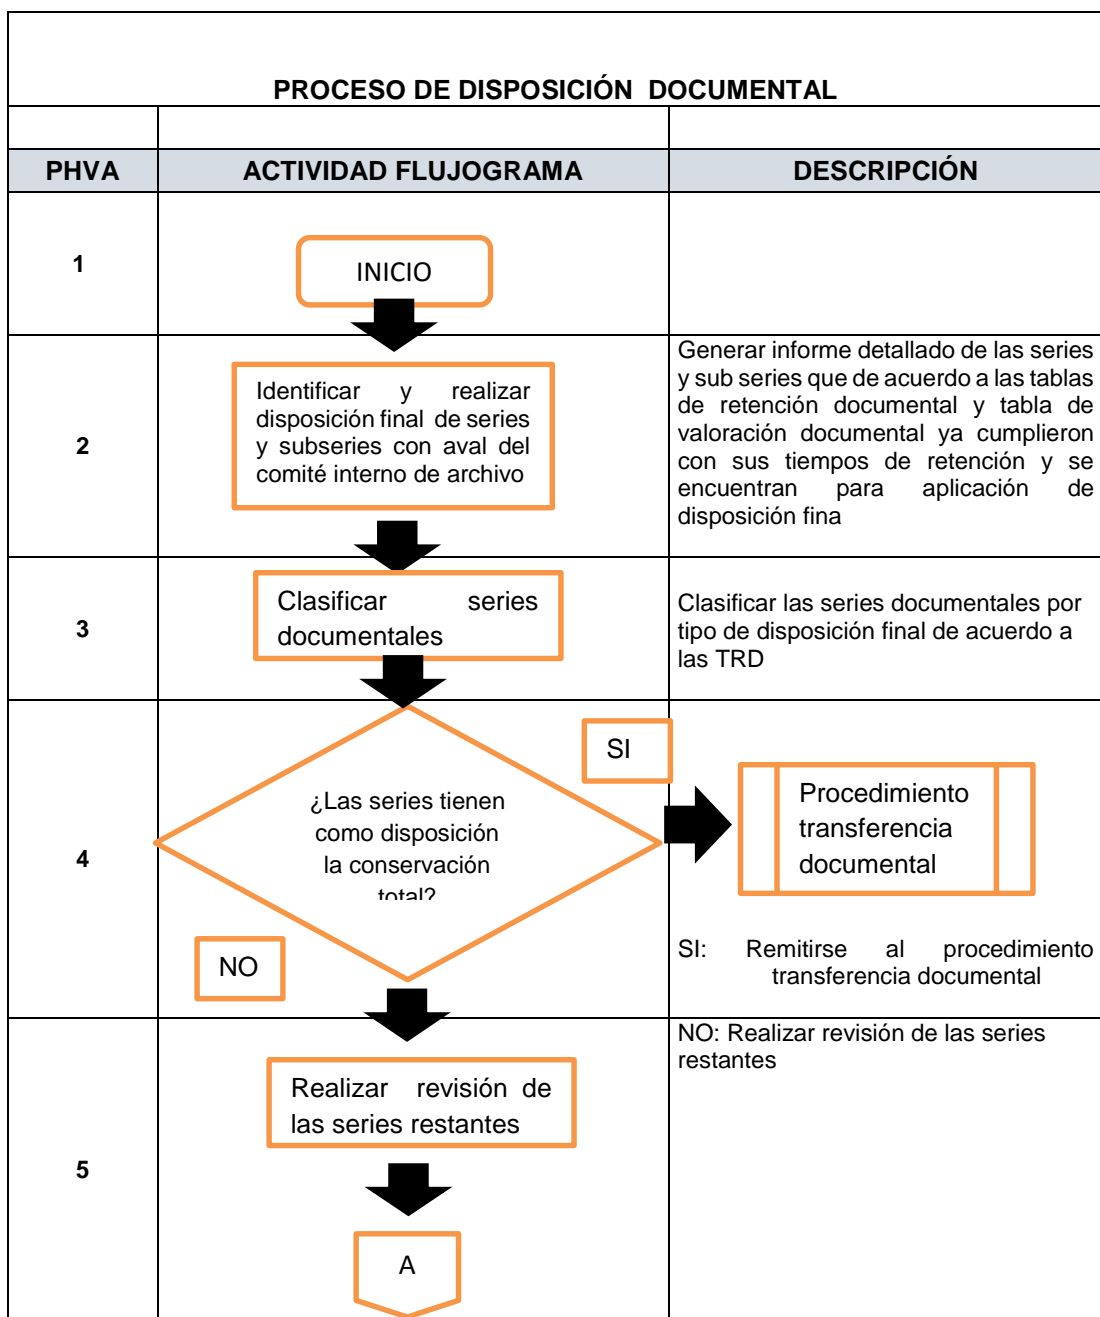 PROCESO DE DISPOSICIÓN DOCUMENTAL
PHVA
ACTIVIDAD FLUJOGRAMA
DESCRIPCIÓN
1
INICIO
2
Identificar y realizar
disposición final de series
y subseries con aval del
comité interno de archivo
Generar informe detallado de las series
y sub series que de acuerdo a las tablas
de retención documental y tabla de
valoración documental ya cumplieron
con sus tiempos de retención y se
encuentran para aplicación de
disposición fina
3
Clasificar series
documentales
Clasificar las series documentales por
tipo de disposición final de acuerdo a
las TRD
4
¿Las series tienen
como disposición
la conservación
total?
SI
NO
Procedimiento
transferencia
documental
SI: Remitirse al procedimiento
transferencia documental
5
Realizar revisión de
las series restantes
A
NO: Realizar revisión de las series
restantes